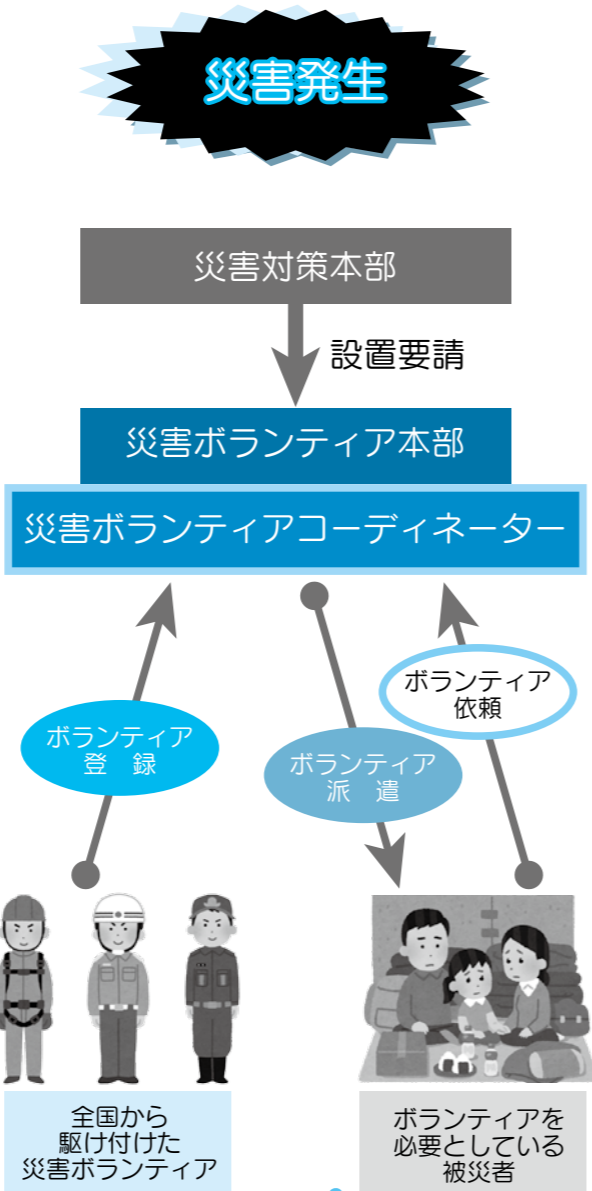 災害発生
災害対策本部
設置要請
災害ボランティア本部
災害ボランティアコーディネーター
ボランティア
登　録
ボランティア
派　遣
ボランティア
依頼
全国から
駆け付けた
災害ボランティア
ボランティアを
必要としている
被災者